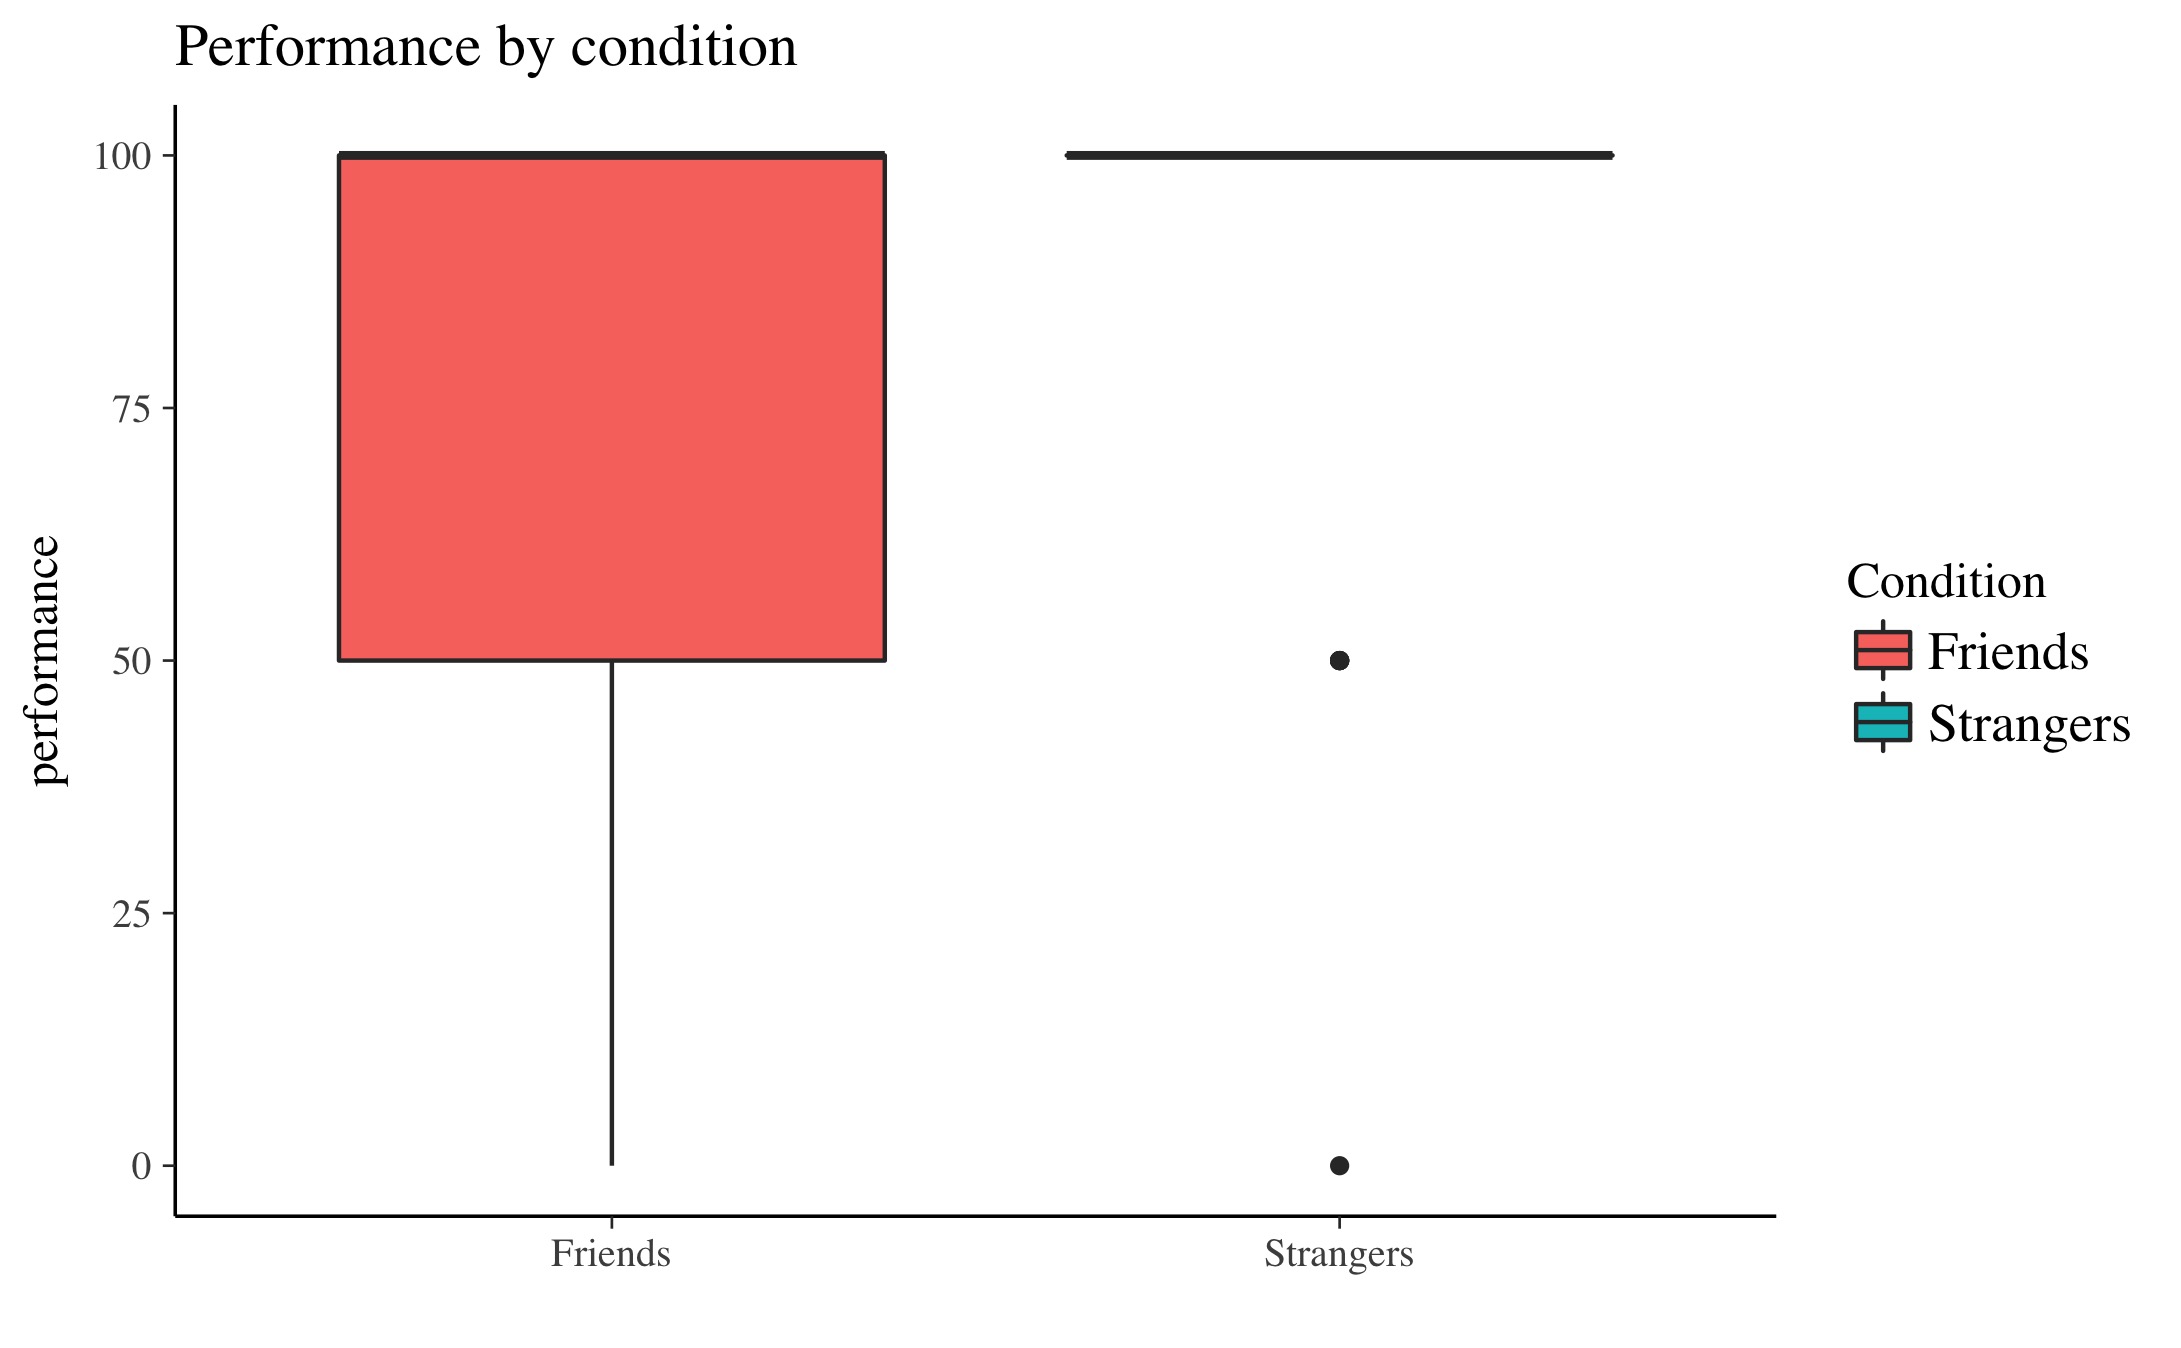 Performance by condition
100
75
50
25
0
performance
Friends
Strangers
Condition
Friends
Strangers